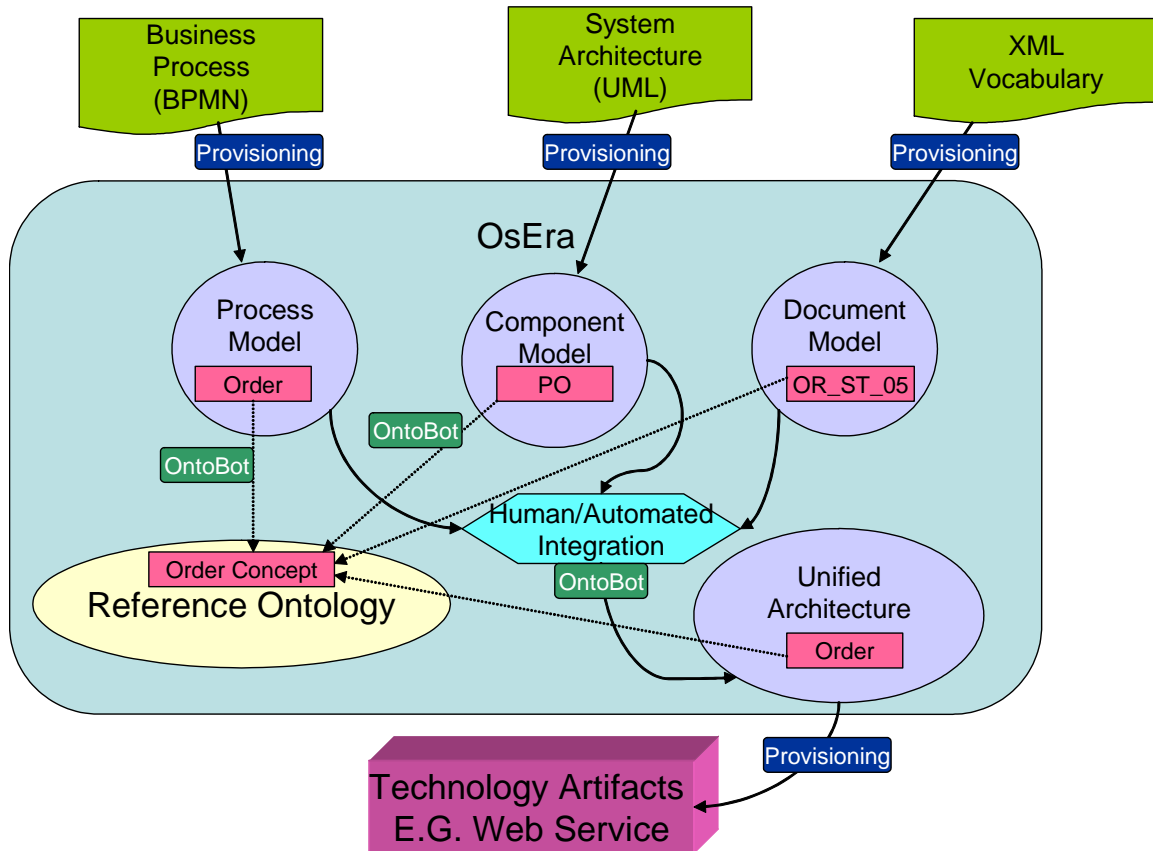 Business
Process
(BPMN)
System
Architecture
(UML)
XML
Vocabulary
Provisioning
Provisioning
Provisioning
OsEra
Process
Model
Order
Component
Model
PO
Document
Model
OR_ST_05
OntoBot
OntoBot
Human/Automated
Integration
OntoBot
Order Concept
Reference Ontology
Unified
Architecture
Order
Provisioning
Technology Artifacts
E.G. Web Service